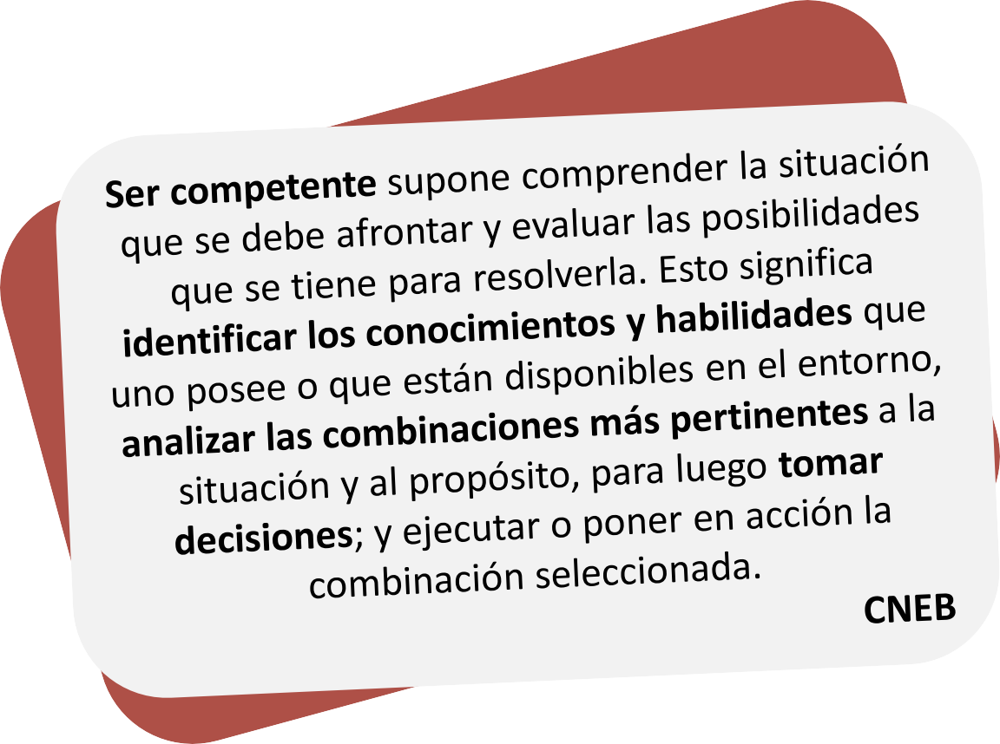 Ser competente supone comprender la situación
que se debe afrontar y evaluar las posibilidades
que se tiene para resolverla. Esto significa
identificar los conocimientos y habilidades que
uno posee o que están disponibles en el entorno,
analizar las combinaciones más pertinentes a la
situación y al propósito, para luego tomar
decisiones; y ejecutar o poner en acción la
combinación seleccionada.
CNEB